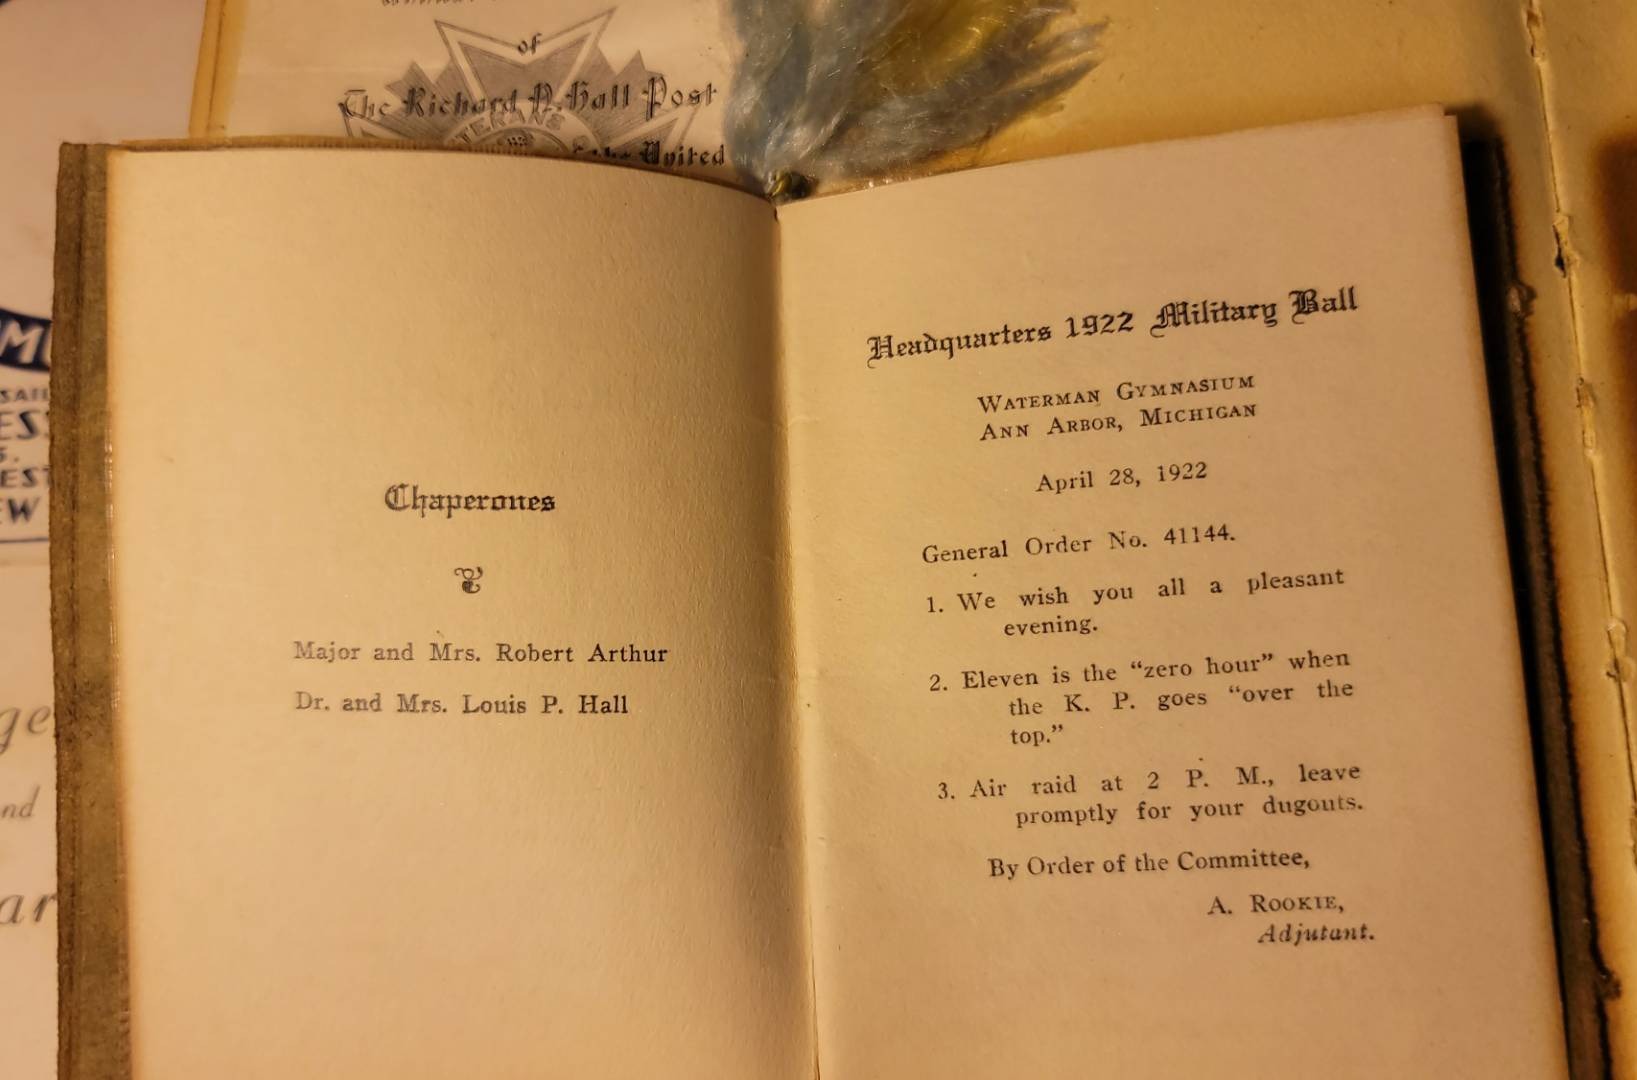 of
The Richard N. Hall Post
VETERANS
United
Chaperones
Major and Mrs. Robert Arthur
Dr. and Mrs. Louis P. Hall
Headquarters 1922 Military Ball
WATERMAN GYMNASIUM
ANN ARBOR, MICHIGAN
April 28, 1922
General Order No. 41144.
1. We wish you all a pleasant
evening.
2. Eleven is the “zero hour” when
the K. P. goes “over the
top.”
3. Air raid at 2 P. M., leave
promptly for your dugouts.
By Order of the Committee,
A. ROOKIE,
Adjutant.